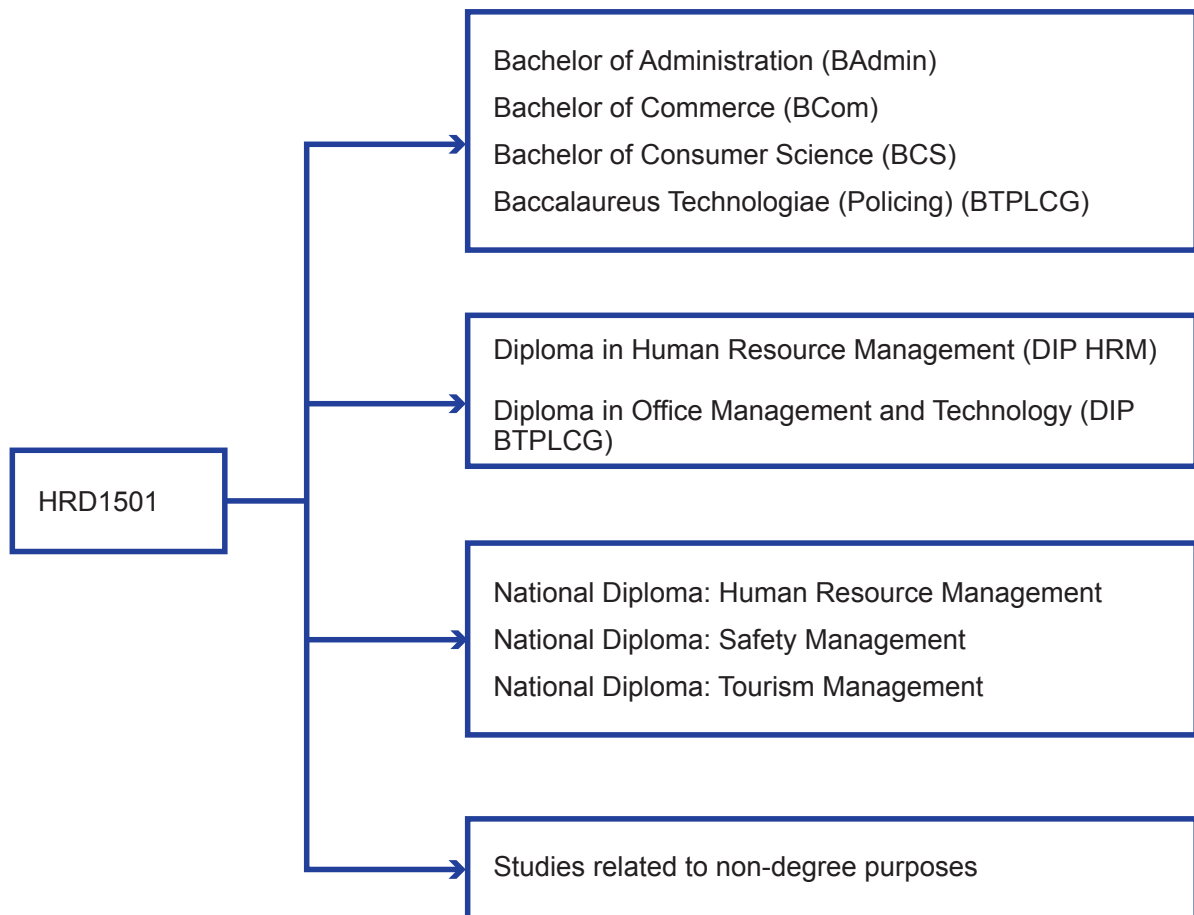 Bachelor of Administration (BAdmin)
Bachelor of Commerce (BCom)
Bachelor of Consumer Science (BCS)
Baccalaureus Technologiae (Policing) (BTPLCG)
Diploma in Human Resource Management (DIP HRM)
Diploma in Office Management and Technology (DIP
BTPLCG)
HRD1501
National Diploma: Human Resource Management
National Diploma: Safety Management
National Diploma: Tourism Management
Studies related to non-degree purposes